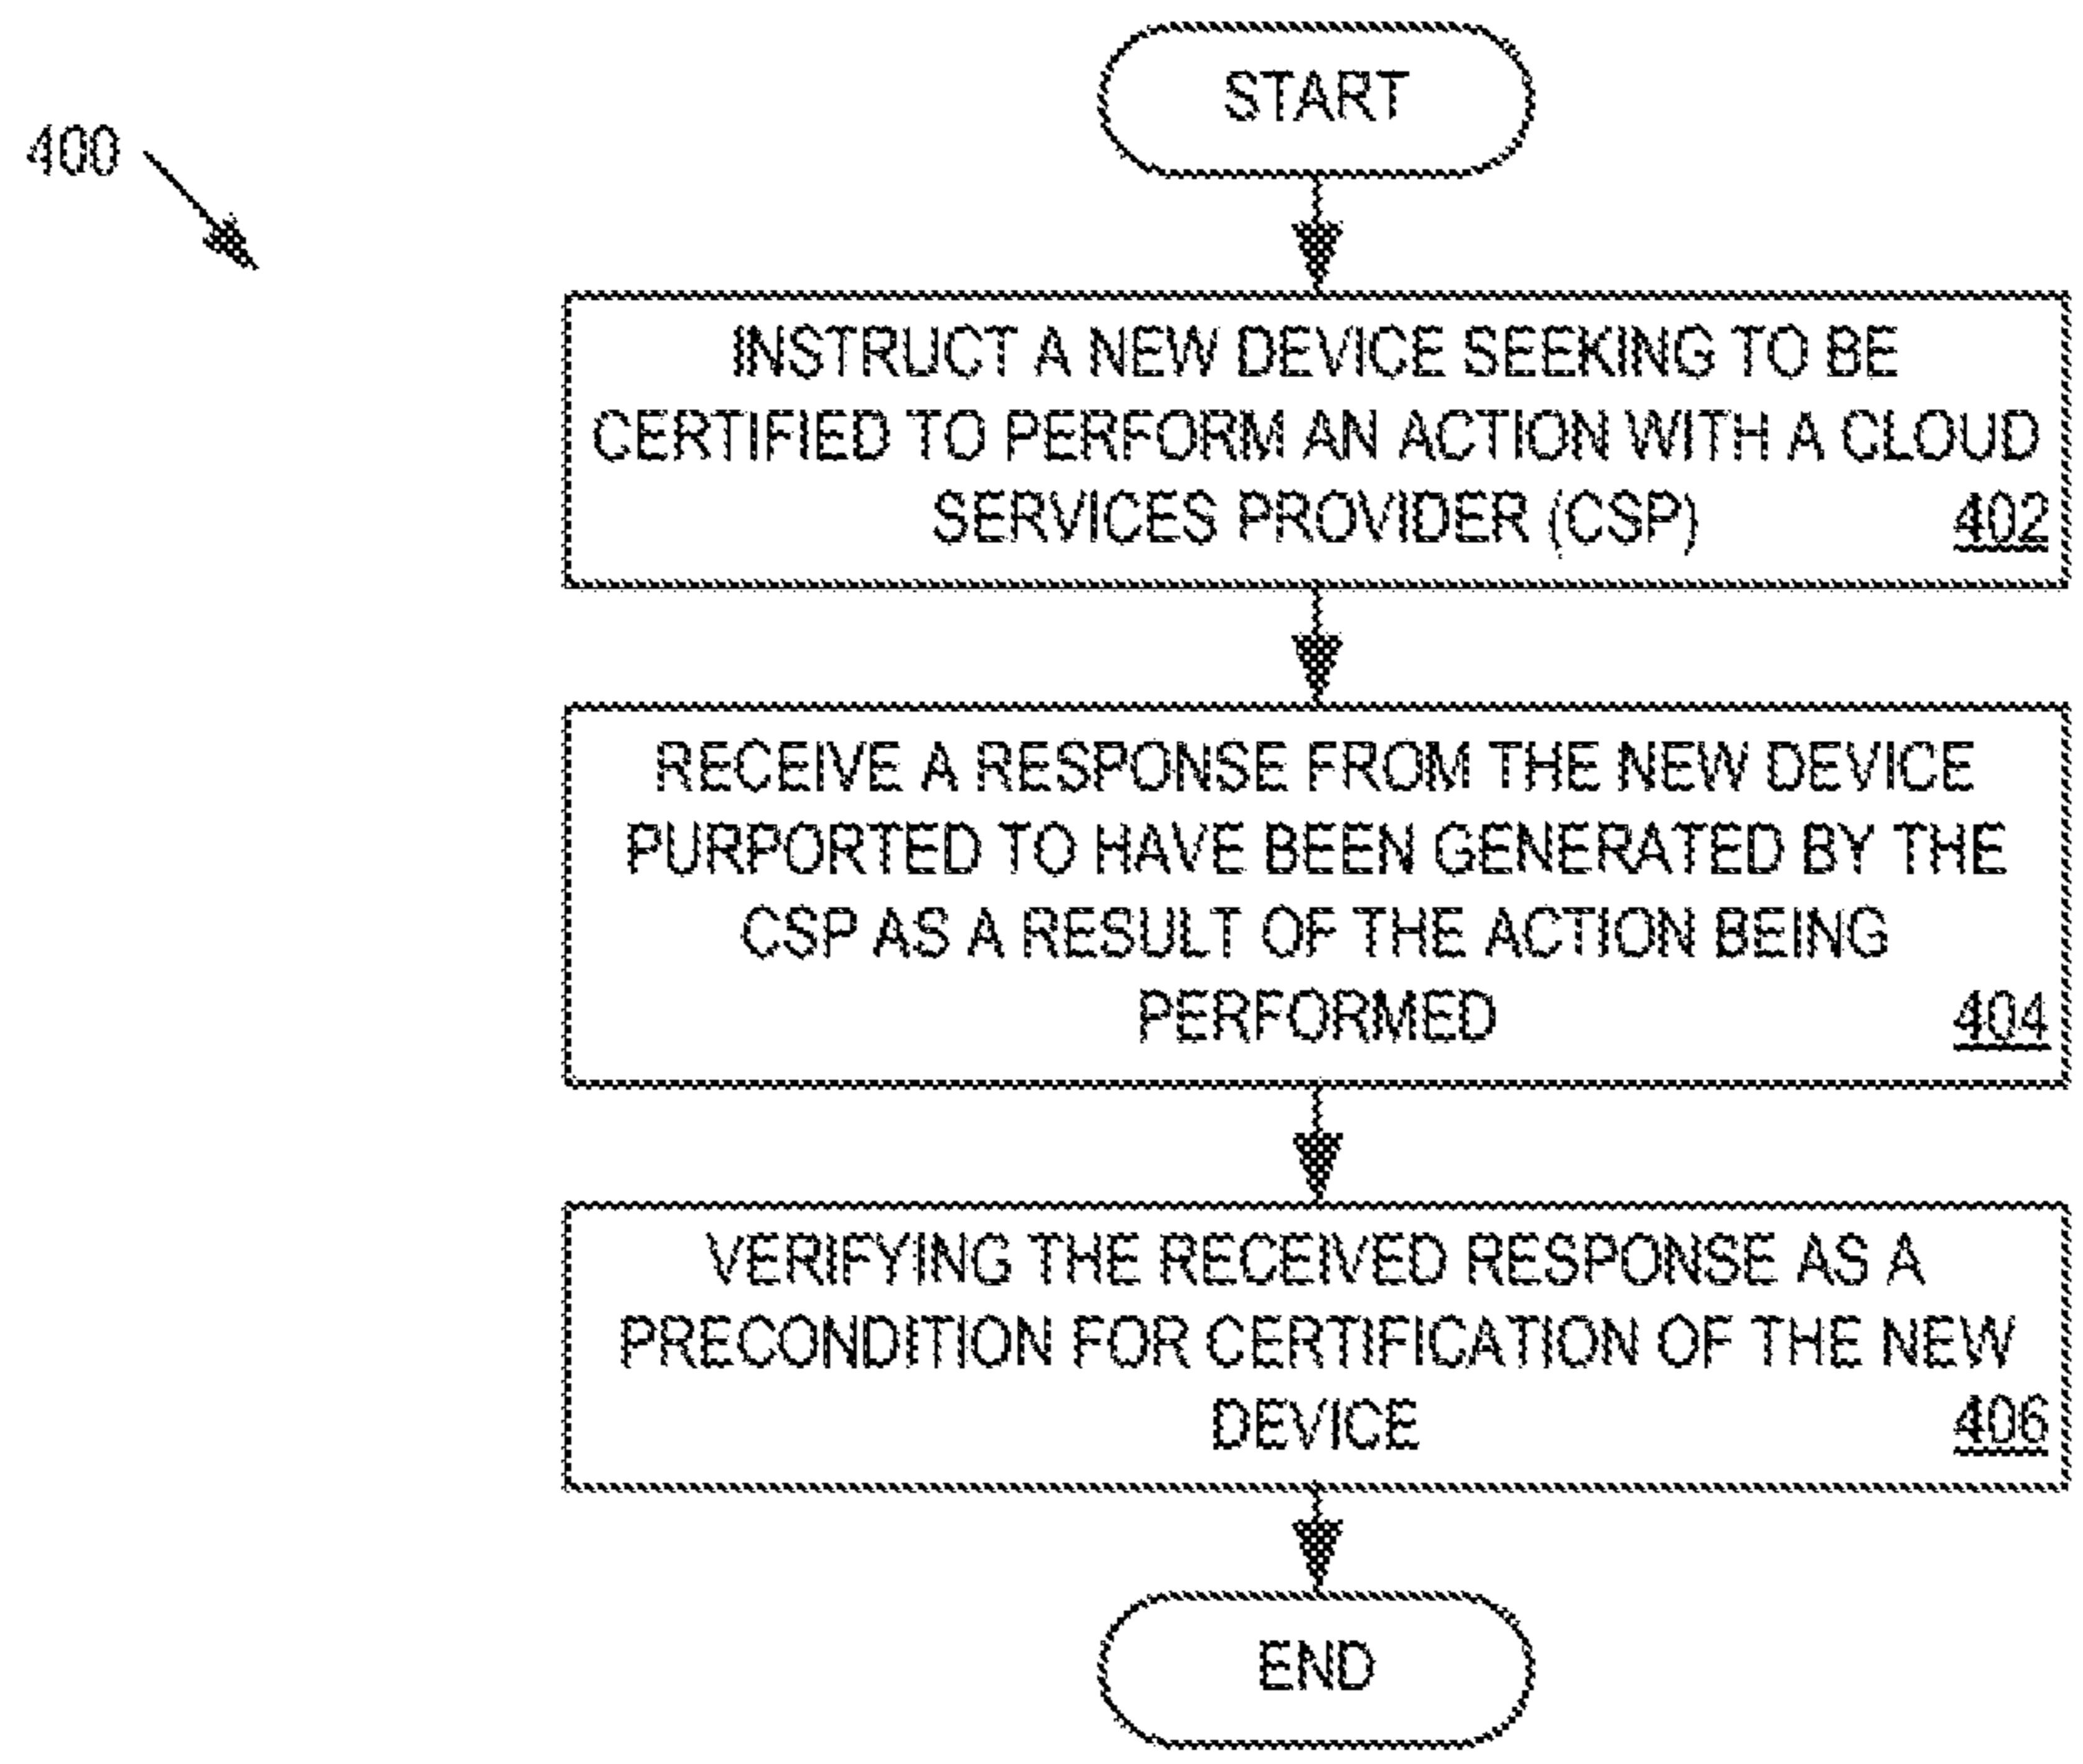 START
400
INSTRUCT A NEW DEVICE SEEKING TO BE
CERTIFIED TO PERFORM AN ACTION WITH A CLOUD
SERVICES PROVIDER (CSP) 402
RECEIVE A RESPONSE FROM THE NEW DEVICE
PURPORTED TO HAVE BEEN GENERATED BY THE
CSP AS A RESULT OF THE ACTION BEING
PERFORMED 404
VERIFYING THE RECEIVED RESPONSE AS A
PRECONDITION FOR CERTIFICATION OF THE NEW
DEVICE 406
END